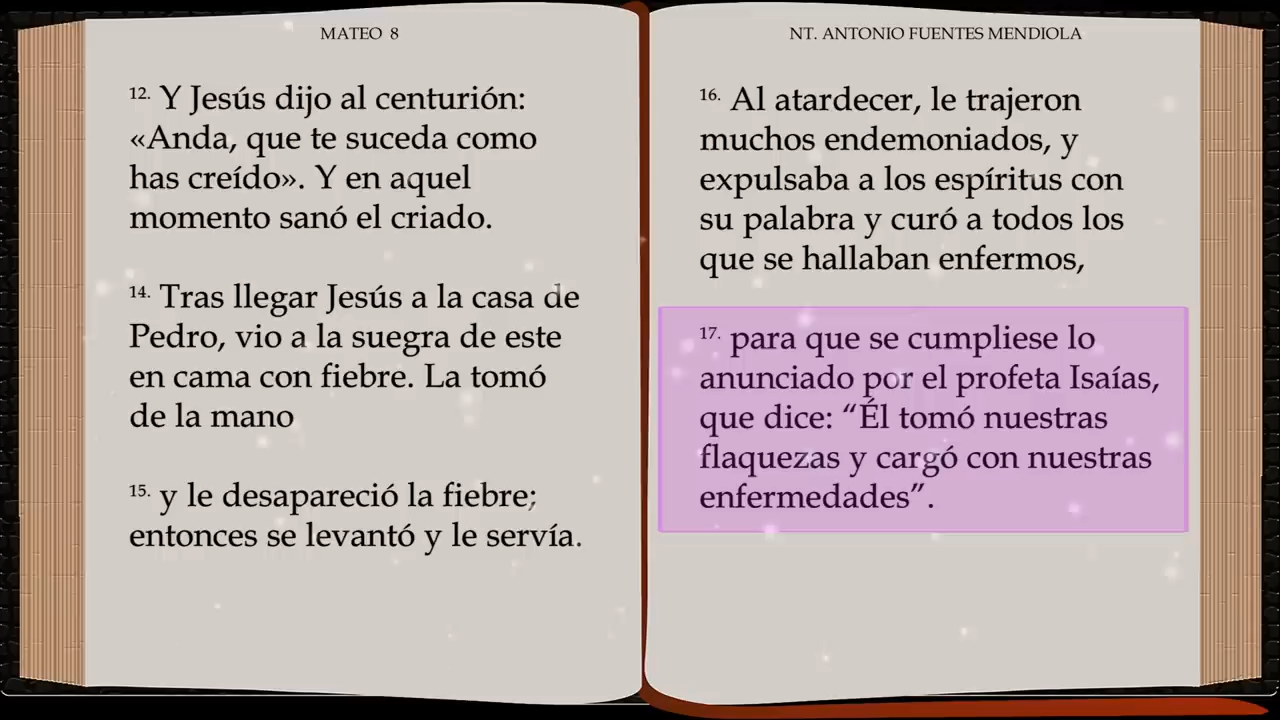 MATEO 8
12. Y Jesús dijo al centurión:
«Anda, que te suceda como
has creído». Y en aquel
momento sanó el criado.
14. Tras llegar Jesús a la casa de
Pedro, vio a la suegra de este
en cama con fiebre. La tomó
de la mano
15. y le desapareció la fiebre;
entonces se levantó y le servía.
NT. ANTONIO FUENTES MENDIOLA
16. Al atardecer, le trajeron
muchos endemoniados, y
expulsaba a los espíritus con
su palabra y curó a todos los
que se hallaban enfermos,
17. para que se cumpliese lo
anunciado por el profeta Isaías,
que dice: “Él tomó nuestras
flaquezas y cargó con nuestras
enfermedades”.